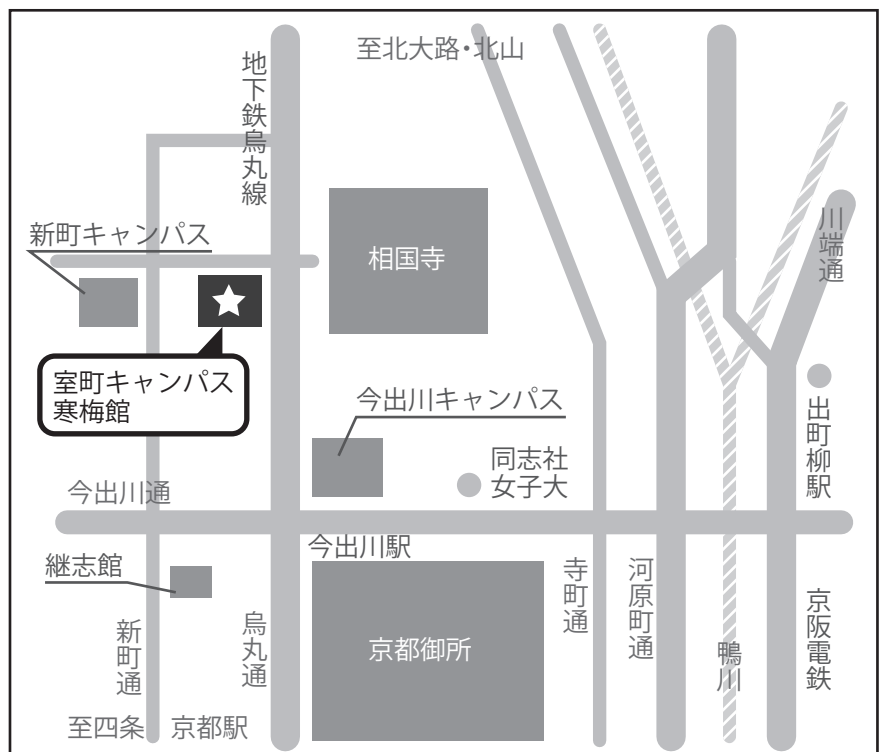 至北大路・北山
地下鉄烏丸線
新町キャンパス
相国寺
川端通
室町キャンパス
寒梅館
今出川キャンパス
出町柳駅
同志社
女子大
今出川通
今出川駅
継志館
寺町通
河原町通
京阪電鉄
新町通
烏丸通
京都御所
鴨川
至四条
京都駅